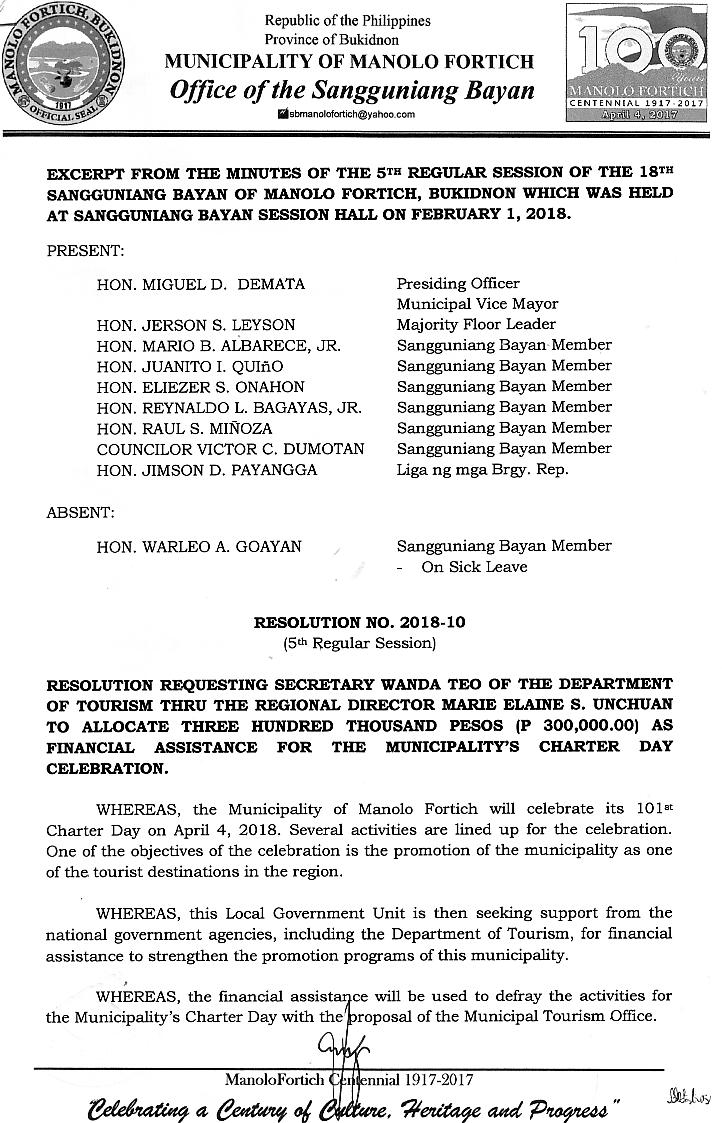 MANOLO FORTICH, BUKIDNON
1917
OFFICIAL SEAL
Republic of the Philippines
Province of Bukidnon
MUNICIPALITY OF MANOLO FORTICH
Office of the Sangguniang Bayan
sbmanolofortich@yahoo.com
100
Years
MANOLO FORTICH
CENTENNIAL 1917-2017
April 4, 2017
EXCERPT FROM THE MINUTES OF THE 5TH REGULAR SESSION OF THE 18TH
SANGGUNIANG BAYAN OF MANOLO FORTICH, BUKIDNON WHICH WAS HELD
AT SANGGUNIANG BAYAN SESSION HALL ON FEBRUARY 1, 2018.
PRESENT:
HON. MIGUEL D. DEMATA Presiding Officer
Municipal Vice Mayor
HON. JERSON S. LEYSON Majority Floor Leader
HON. MARIO B. ALBARECE, JR. Sangguniang Bayan Member
HON. JUANITO I. QUIñO Sangguniang Bayan Member
HON. ELIEZER S. ONAHON Sangguniang Bayan Member
HON. REYNALDO L. BAGAYAS, JR. Sangguniang Bayan Member
HON. RAUL S. MIÑOZA Sangguniang Bayan Member
COUNCILOR VICTOR C. DUMOTAN Sangguniang Bayan Member
HON. JIMSON D. PAYANGGA Liga ng mga Brgy. Rep.
ABSENT:
HON. WARLEO A. GOAYAN Sangguniang Bayan Member
- On Sick Leave
RESOLUTION NO. 2018-10
(5th Regular Session)
RESOLUTION REQUESTING SECRETARY WANDA TEO OF THE DEPARTMENT
OF TOURISM THRU THE REGIONAL DIRECTOR MARIE ELAINE S. UNCHUAN
TO ALLOCATE THREE HUNDRED THOUSAND PESOS (P 300,000.00) AS
FINANCIAL ASSISTANCE FOR THE MUNICIPALITY'S CHARTER DAY
CELEBRATION.
WHEREAS, the Municipality of Manolo Fortich will celebrate its 101st
Charter Day on April 4, 2018. Several activities are lined up for the celebration.
One of the objectives of the celebration is the promotion of the municipality as one
of the tourist destinations in the region.
WHEREAS, this Local Government Unit is then seeking support from the
national government agencies, including the Department of Tourism, for financial
assistance to strengthen the promotion programs of this municipality.
WHEREAS, the financial assistance will be used to defray the activities for
the Municipality's Charter Day with the proposal of the Municipal Tourism Office.
ManoloFortich Centennial 1917-2017
"Celebrating a Century of Culture, Heritage and Progress"